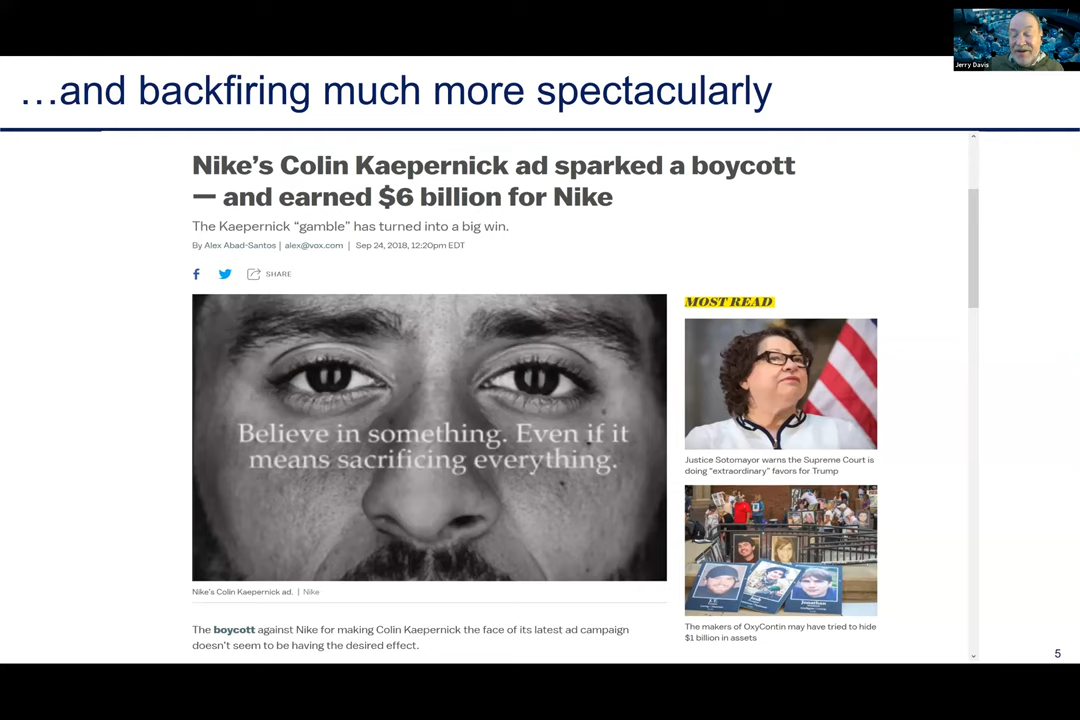 Jerry Davis
…and backfiring much more spectacularly
Nike's Colin Kaepernick ad sparked a boycott
— and earned $6 billion for Nike
The Kaepernick “gamble” has turned into a big win.
By Alex Abad-Santos | alex@vox.com | Sep 24, 2018, 12:20pm EDT
SHARE
Believe in something. Even if it
means sacrificing everything.
Nike's Colin Kaepernick ad. | Nike
The boycott against Nike for making Colin Kaepernick the face of its latest ad campaign
doesn't seem to be having the desired effect.
MOST READ
Justice Sotomayor warns the Supreme Court is
doing “extraordinary” favors for Trump
Jonathan
The makers of OxyContin may have tried to hide
$1 billion in assets
5